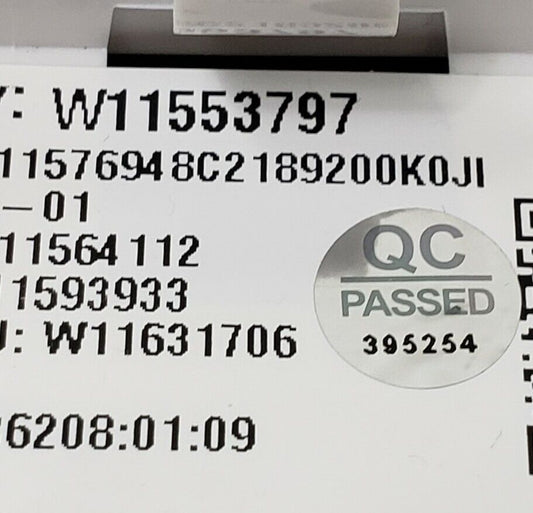 Y: W11553797
11576948C2189200K0JI
-01
11564112
1593933
J: W11631706
6208:01:09
QC
PASSED
395254